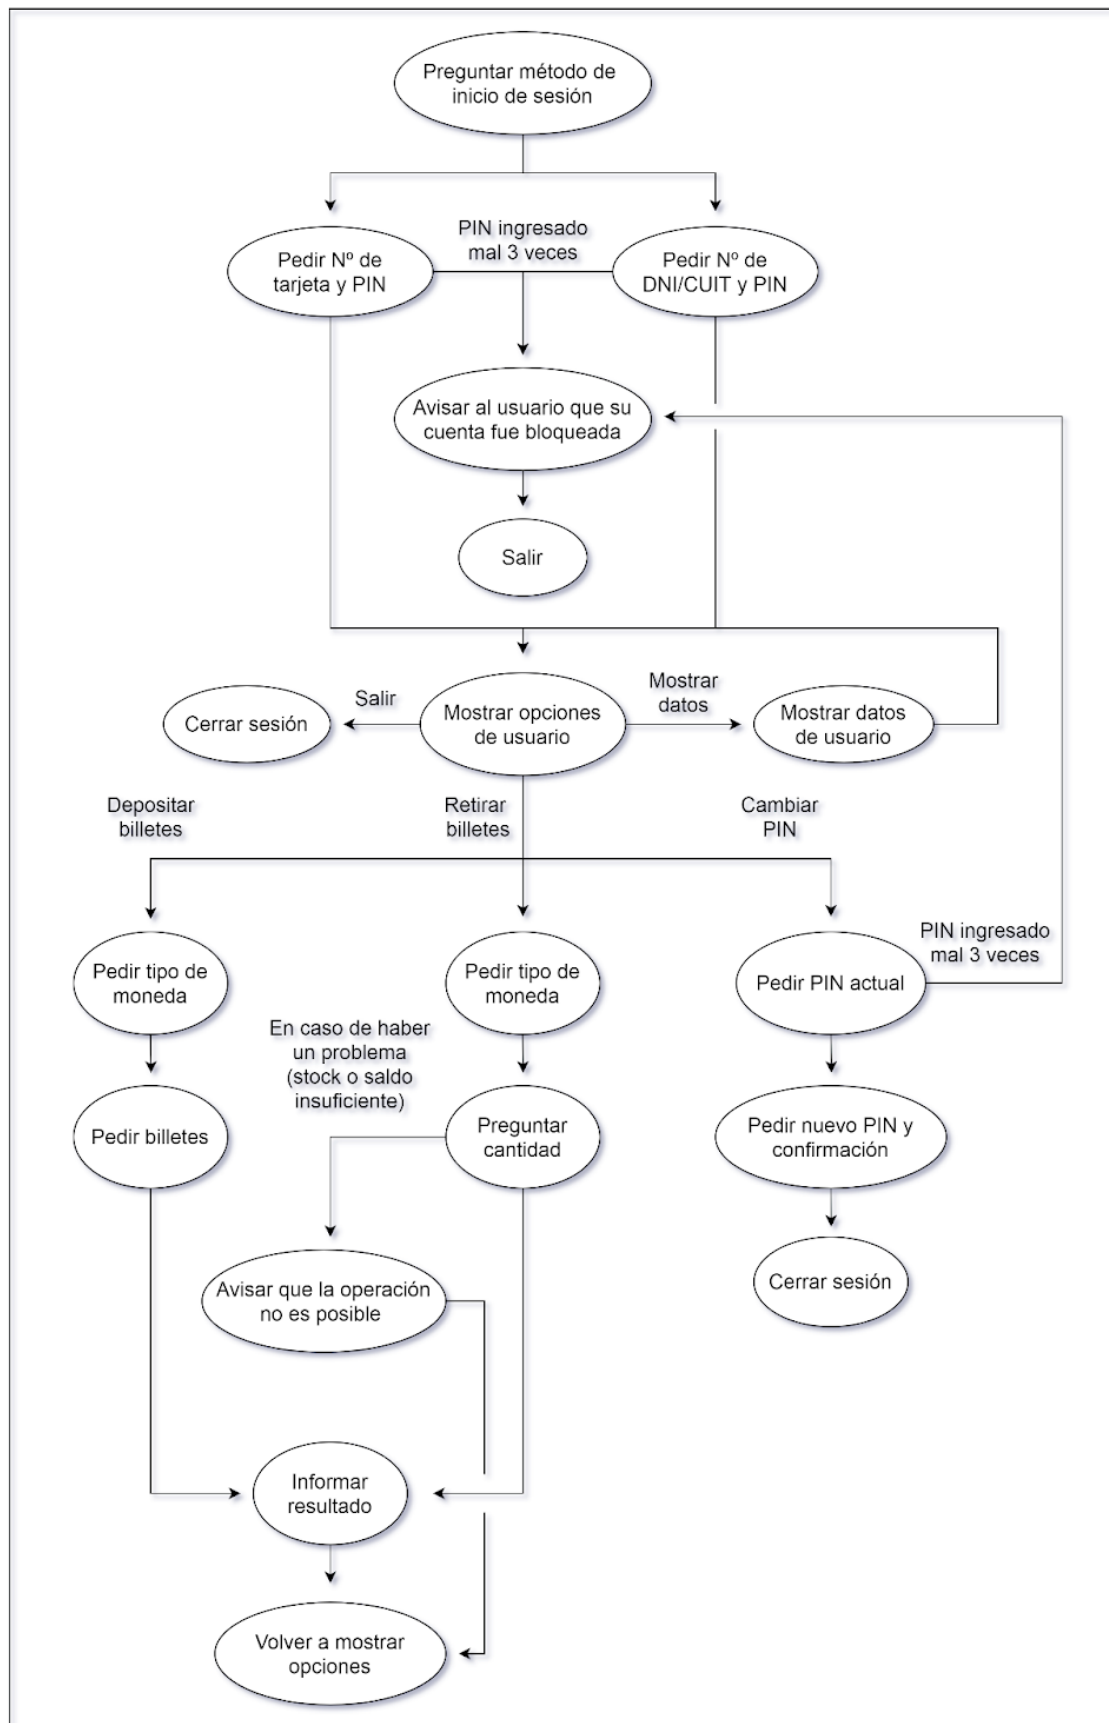 Preguntar método de
inicio de sesión
PIN ingresado
mal 3 veces
Pedir Nº de
tarjeta y PIN
Pedir Nº de
DNI/CUIT y PIN
Avisar al usuario que su
cuenta fue bloqueada
Salir
Salir
Mostrar
datos
Cerrar sesión
Mostrar opciones
de usuario
Mostrar datos
de usuario
Depositar
billetes
Retirar
billetes
Cambiar
PIN
PIN ingresado
mal 3 veces
Pedir tipo de
moneda
Pedir tipo de
moneda
Pedir PIN actual
En caso de haber
un problema
(stock o saldo
insuficiente)
Pedir billetes
Preguntar
cantidad
Pedir nuevo PIN y
confirmación
Avisar que la operación
no es posible
Cerrar sesión
Informar
resultado
Volver a mostrar
opciones